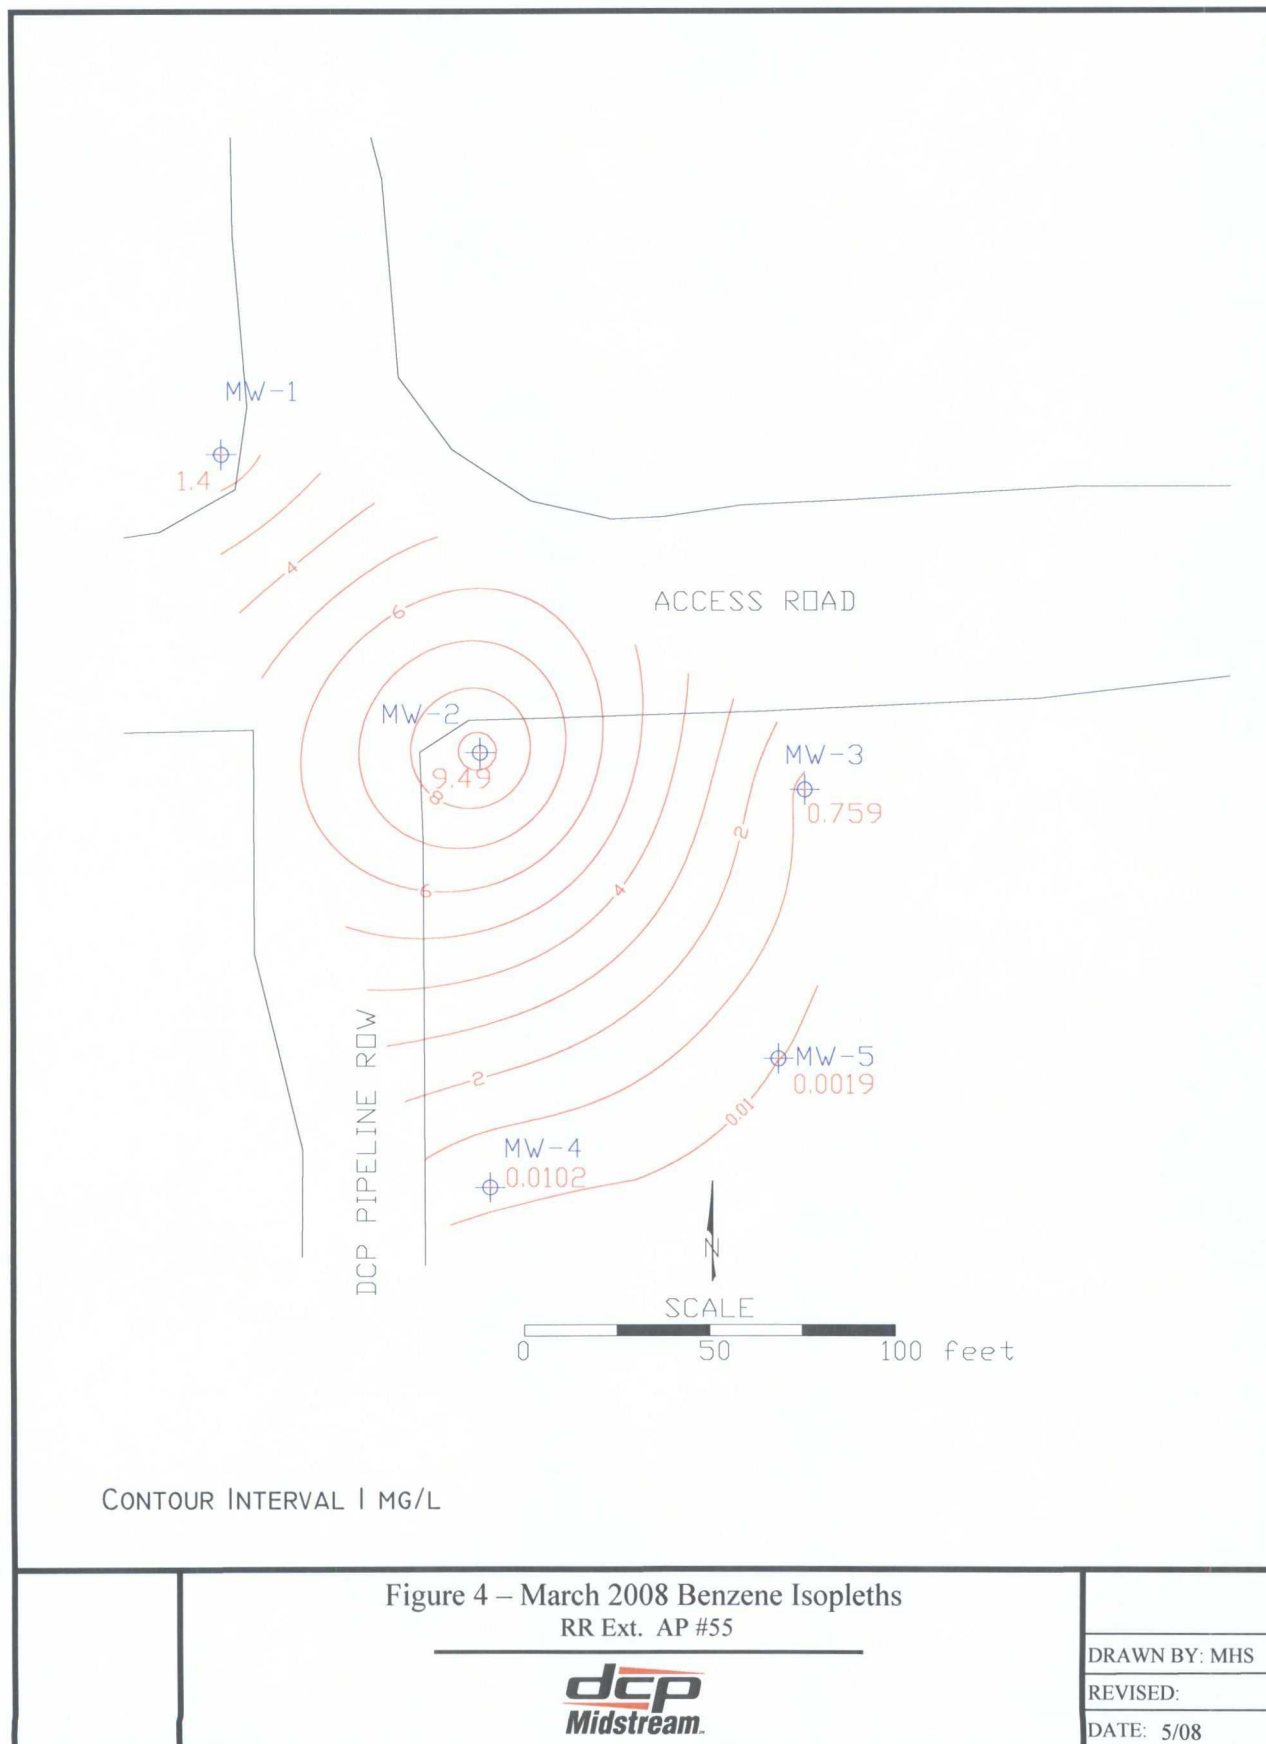 MW-1
1.4
4
ACCESS ROAD
6
MW-2
9.49
8
MW-3
0.759
2
6
4
DCP PIPELINE ROW
MW-5
0.0019
2
0.01
MW-4
0.0102
N
SCALE
0 50 100 feet
CONTOUR INTERVAL 1 MG/L
Figure 4 – March 2008 Benzene Isopleths
RR Ext. AP #55
dcp
Midstream.
DRAWN BY: MHS
REVISED:
DATE: 5/08